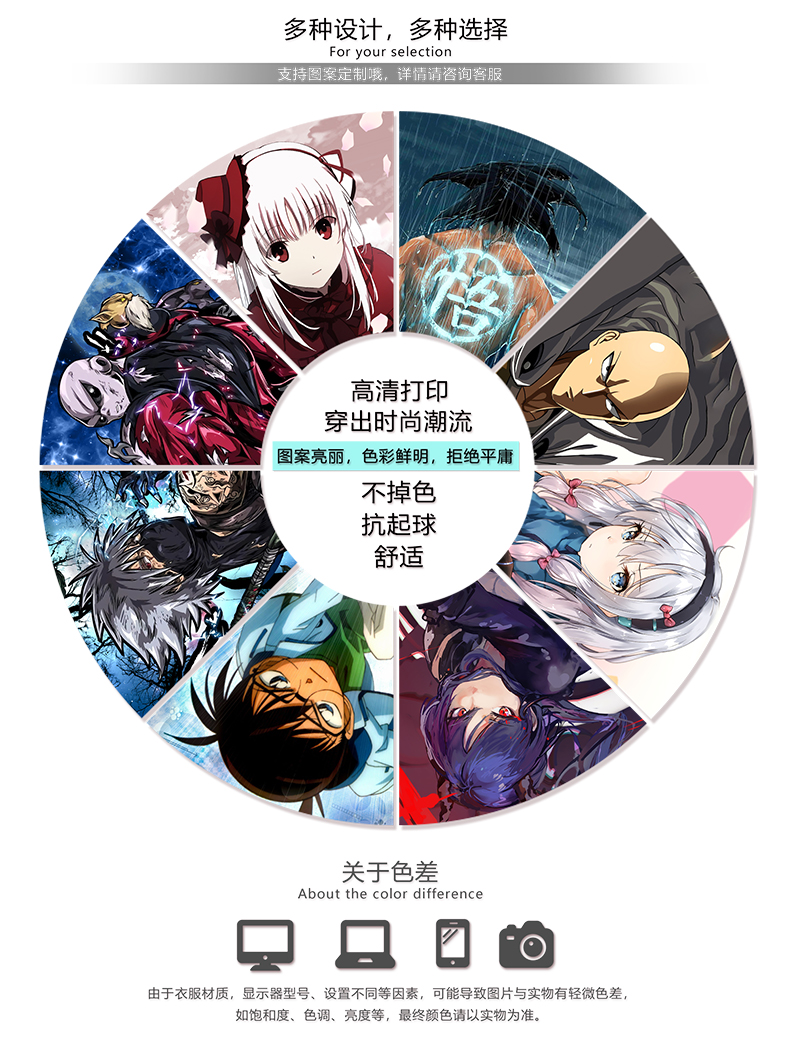 多种设计，多种选择
For your selection
支持图案定制哦，详情请咨询客服
悟
高清打印
穿出时尚潮流
图案亮丽，色彩鲜明，拒绝平庸
不掉色
抗起球
舒适
关于色差
About the color difference
由于衣服材质，显示器型号、设置不同等因素，可能导致图片与实物有轻微色差，
如饱和度、色调、亮度等，最终颜色请以实物为准。